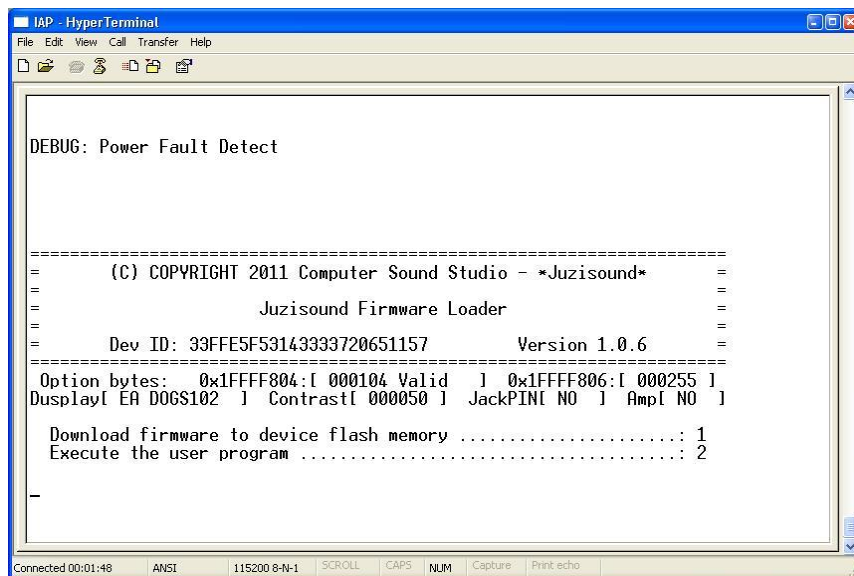 IAP - HyperTerminal
File Edit View Call Transfer Help
DEBUG: Power Fault Detect
=======================================================================
= (C) COPYRIGHT 2011 Computer Sound Studio - *Juzisound* =
= =
= Juzisound Firmware Loader =
= =
= Dev ID: 33FFE5F53143333720651157 Version 1.0.6 =
=======================================================================
Option bytes: 0x1FFFF804:[ 000104 Valid ] 0x1FFFF806:[ 000255 ]
Dusplay[ EA DOGS102 ] Contrast[ 000050 ] JackPIN[ NO ] Amp[ NO ]
Download firmware to device flash memory ......................: 1
Execute the user program ......................................: 2
_
Connected 00:01:48 ANSI 115200 8-N-1 SCROLL CAPS NUM Capture Print echo